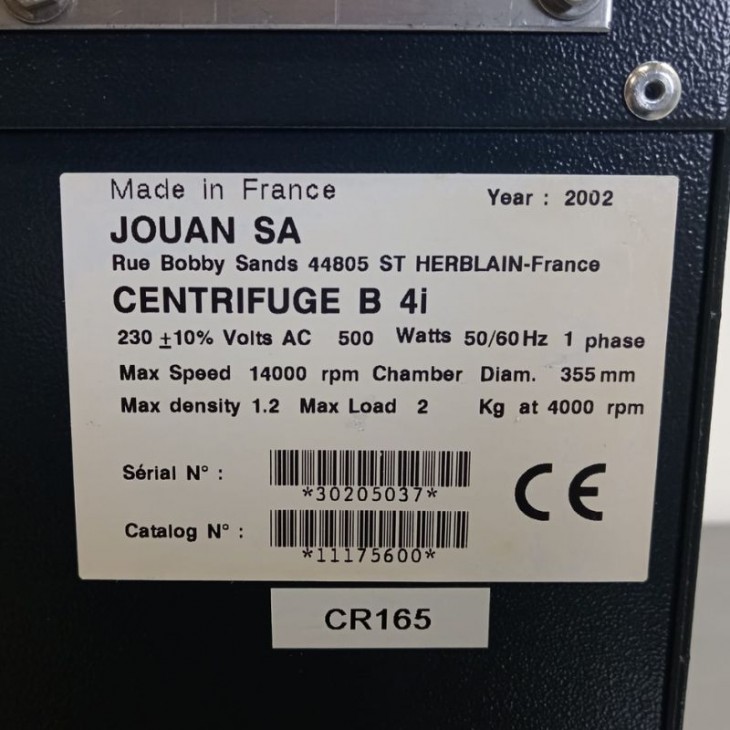 Made in France Year : 2002
JOUAN SA
Rue Bobby Sands 44805 ST HERBLAIN-France
CENTRIFUGE B 4i
230 ±10% Volts AC 500 Watts 50/60Hz 1 phase
Max Speed 14000 rpm Chamber Diam. 355mm
Max density 1.2 Max Load 2 Kg at 4000 rpm
Sérial N° :
*30205037*
CE
Catalog N° :
*11175600*
CR165